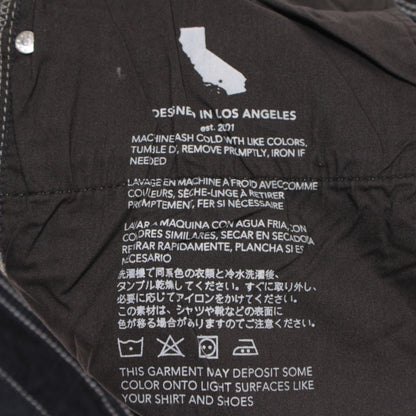 DESIGNE IN LOS ANGELES
est. 2011
MACHINE ASH COLD WTH LIKE COLORS,
TUMBLE D, REMOVE PROMPTLY, IRON IF
NEEDED
LAVAGE EN MACHINE A FROID AVEC COMME
COULEURS, SÈCHE-LINGE A RETIRER
PROMPTEMENT, FER SI NÉCESSAIRE
LAVAR A MAQUINA CON AGUA FRIA CON
COLORES SIMILARES, SECAR EN SECADORA
RETIRAR RAPIDAMENTE, PLANCHA SI ES
NECESARIO
洗濯機で同系色の衣類と冷水洗濯後、
タンブル乾燥してください。すぐに取り外し、
必要に応じてアイロンをかけてください。
この素材は、シャツや靴などの表面に
色が移る場合がありますのでご注意ください。
THIS GARMENT MAY DEPOSIT SOME
COLOR ONTO LIGHT SURFACES LIKE
YOUR SHIRT AND SHOES